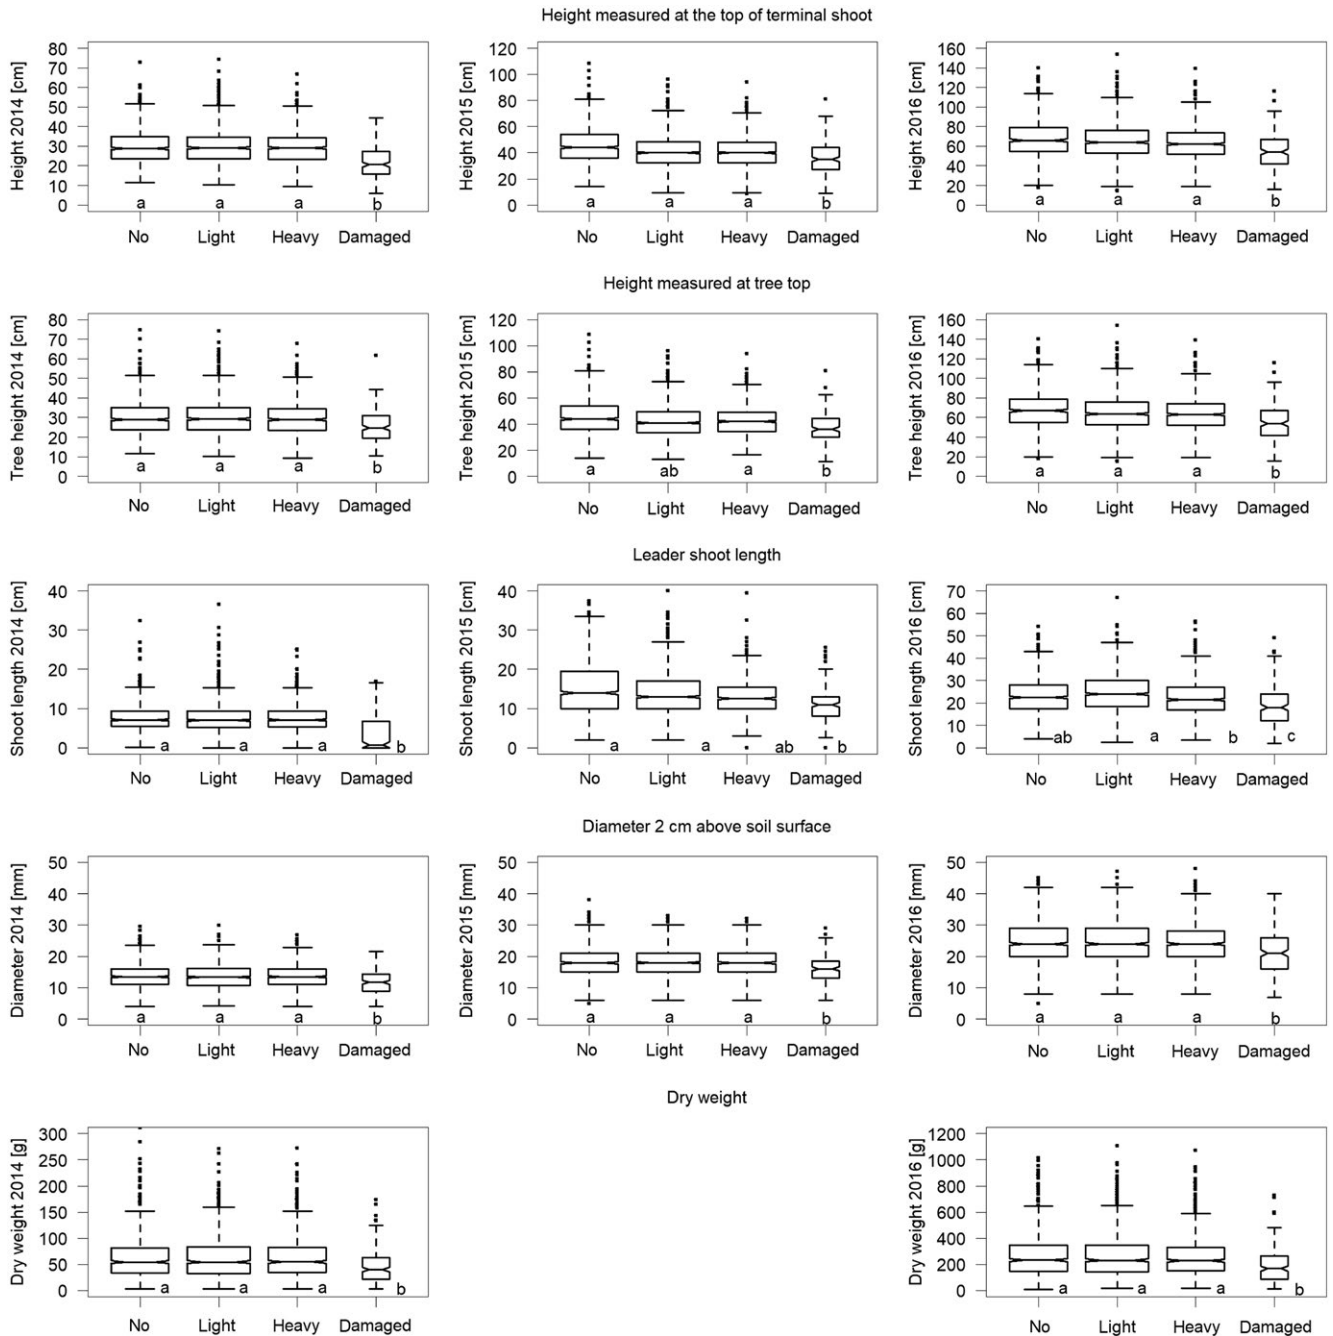 Height measured at the top of terminal shoot
Height 2014 [cm]
80
70
60
50
40
30
20
10
0
a a a b
No Light Heavy Damaged
Height 2015 [cm]
120
100
80
60
40
20
0
a a a b
No Light Heavy Damaged
Height 2016 [cm]
160
140
120
100
80
60
40
20
0
a a a b
No Light Heavy Damaged
Height measured at tree top
Tree height 2014 [cm]
80
70
60
50
40
30
20
10
0
a a a b
No Light Heavy Damaged
Tree height 2015 [cm]
120
100
80
60
40
20
0
a ab a b
No Light Heavy Damaged
Tree height 2016 [cm]
160
140
120
100
80
60
40
20
0
a a a b
No Light Heavy Damaged
Leader shoot length
Shoot length 2014 [cm]
40
30
20
10
0
a a a b
No Light Heavy Damaged
Shoot length 2015 [cm]
40
30
20
10
0
a a ab b
No Light Heavy Damaged
Shoot length 2016 [cm]
70
60
50
40
30
20
10
0
ab a b c
No Light Heavy Damaged
Diameter 2 cm above soil surface
Diameter 2014 [mm]
50
40
30
20
10
0
a a a b
No Light Heavy Damaged
Diameter 2015 [mm]
50
40
30
20
10
0
a a a b
No Light Heavy Damaged
Diameter 2016 [mm]
50
40
30
20
10
0
a a a b
No Light Heavy Damaged
Dry weight
Dry weight 2014 [g]
300
250
200
150
100
50
0
a a a b
No Light Heavy Damaged
Dry weight 2016 [g]
1200
1000
800
600
400
200
0
a a a b
No Light Heavy Damaged